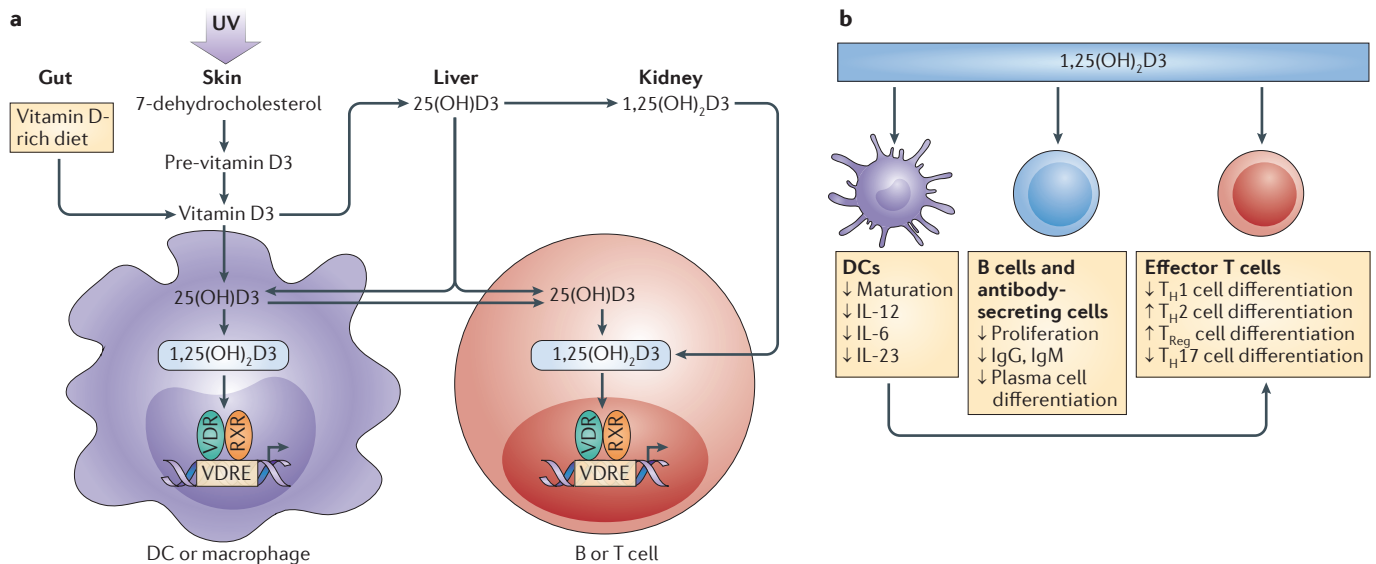 a
UV
Gut
Skin
Liver
Kidney
Vitamin D-
rich diet
7-dehydrocholesterol
25(OH)D3
1,25(OH)₂D3
Pre-vitamin D3
Vitamin D3
25(OH)D3
25(OH)D3
1,25(OH)₂D3
1,25(OH)₂D3
VDR
RXR
VDRE
VDR
RXR
VDRE
DC or macrophage
B or T cell
b
1,25(OH)₂D3
DCs
↓ Maturation
↓ IL-12
↓ IL-6
↓ IL-23
B cells and
antibody-
secreting cells
↓ Proliferation
↓ IgG, IgM
↓ Plasma cell
differentiation
Effector T cells
↓ T_H1 cell differentiation
↑ T_H2 cell differentiation
↑ T_Reg cell differentiation
↓ T_H17 cell differentiation